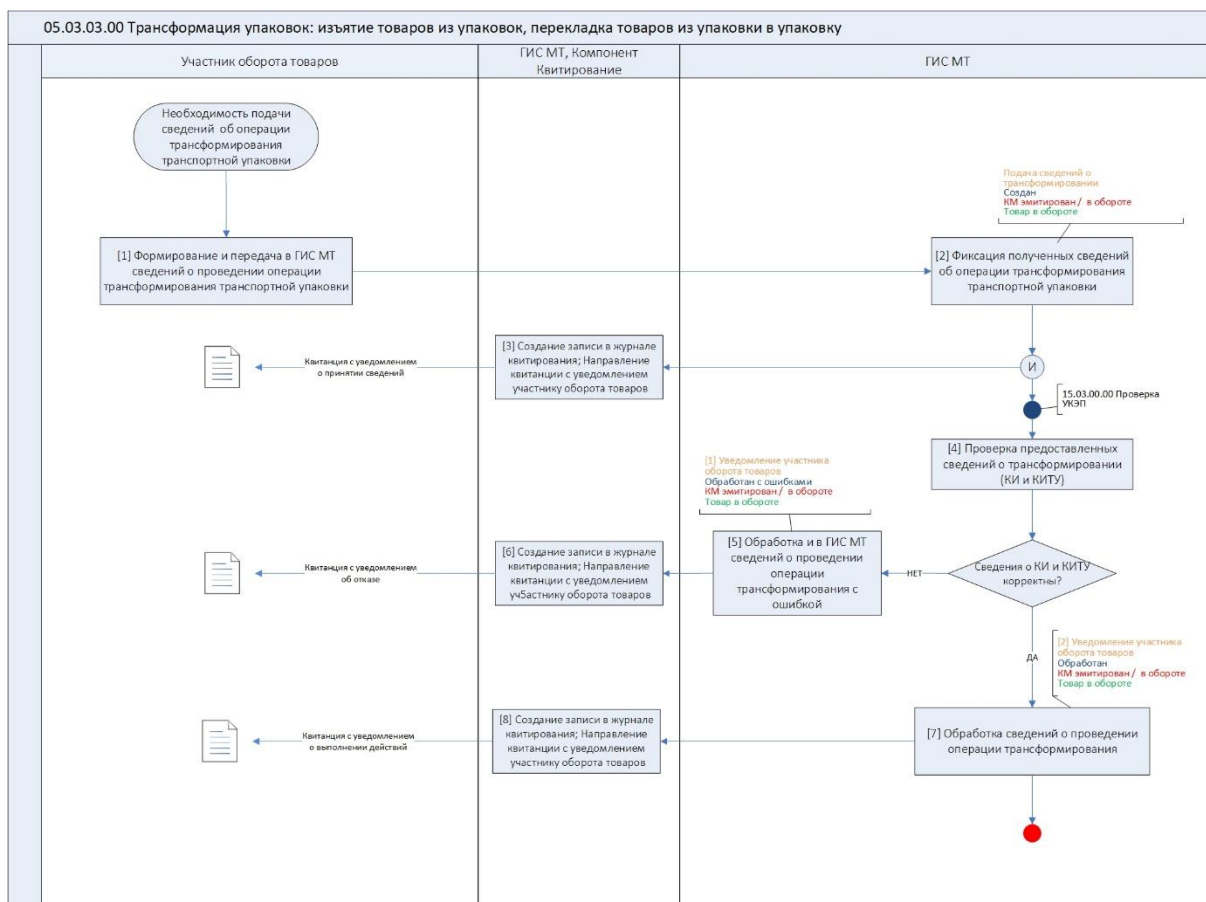 05.03.03.00 Трансформация упаковок: изъятие товаров из упаковок, перекладка товаров из упаковки в упаковку
Участник оборота товаров
ГИС МТ, Компонент
Квитирование
ГИС МТ
Необходимость подачи
сведений об операции
трансформирования
транспортной упаковки
Подача сведений о
трансформировании
Создан
КМ эмитирован / в обороте
Товар в обороте
[1] Формирование и передача в ГИС МТ
сведений о проведении операции
трансформирования транспортной упаковки
[2] Фиксация полученных сведений
об операции трансформирования
транспортной упаковки
Квитанция с уведомлением
о принятии сведений
[3] Создание записи в журнале
квитирования; Направление
квитанции с уведомлением
участнику оборота товаров
И
15.03.00.00 Проверка
УКЭП
[4] Проверка предоставленных
сведений о трансформировании
(КИ и КИТУ)
[1] Уведомление участника
оборота товаров
Обработан с ошибками
КМ эмитирован / в обороте
Товар в обороте
Квитанция с уведомлением
об отказе
[6] Создание записи в журнале
квитирования; Направление
квитанции с уведомлением
уч5астнику оборота товаров
[5] Обработка и в ГИС МТ
сведений о проведении
операции
трансформирования с
ошибкой
НЕТ
Сведения о КИ и КИТУ
корректны?
ДА
[2] Уведомление участника
оборота товаров
Обработан
КМ эмитирован / в обороте
Товар в обороте
Квитанция с уведомлением
о выполнении действий
[8] Создание записи в журнале
квитирования; Направление
квитанции с уведомлением
участнику оборота товаров
[7] Обработка сведений о проведении
операции трансформирования